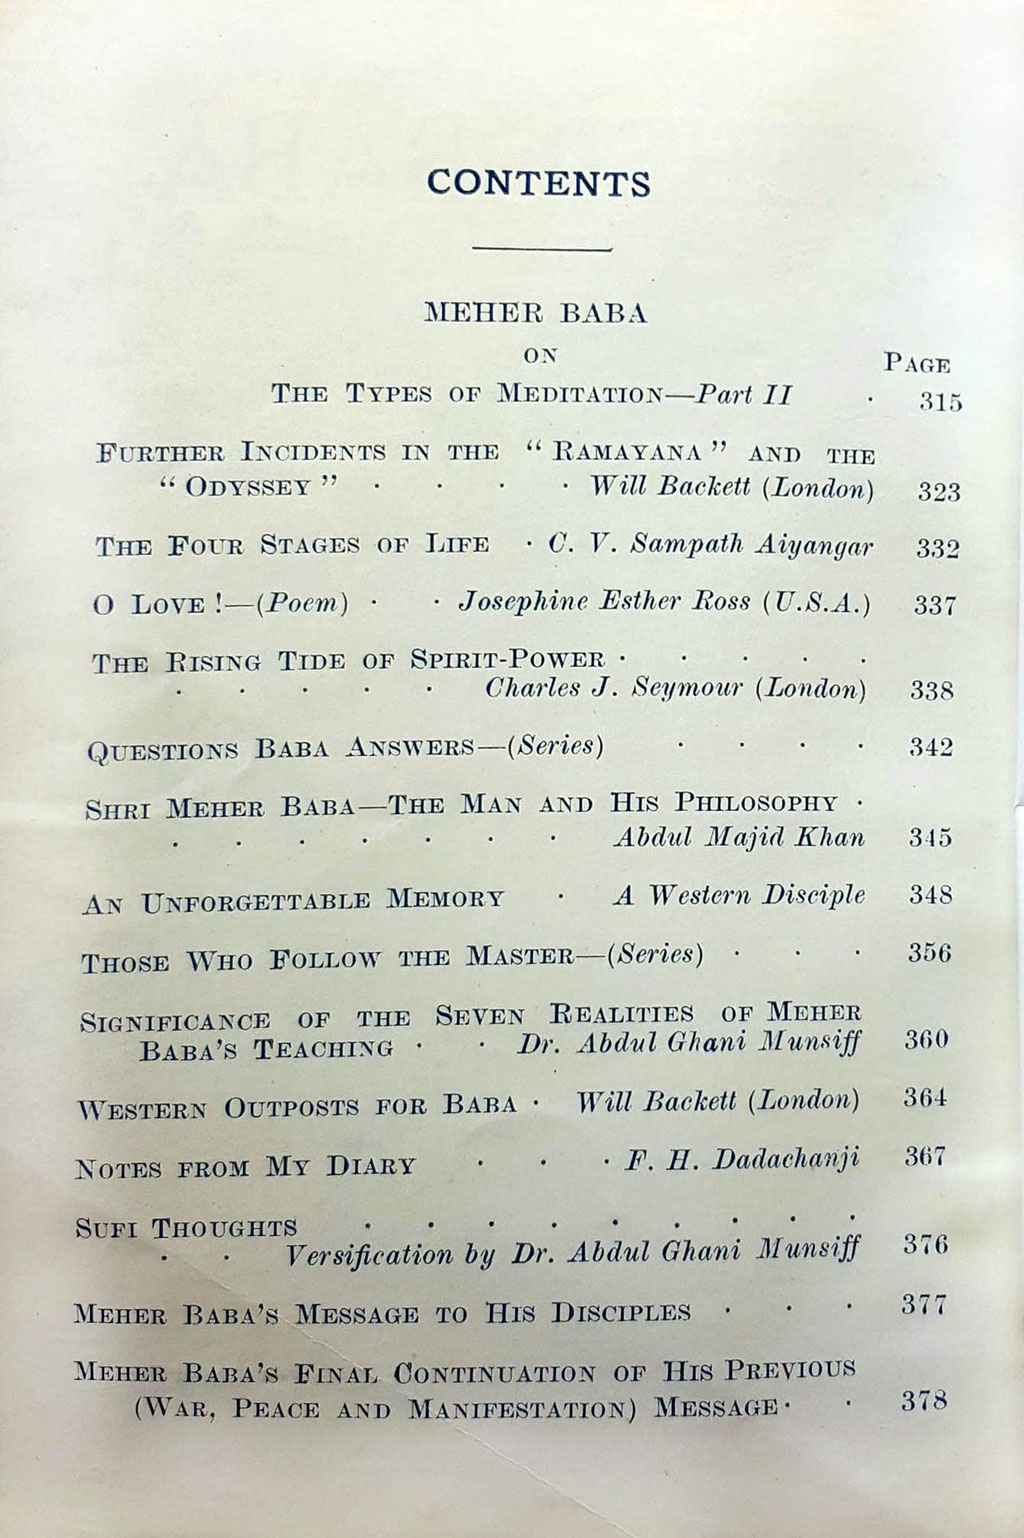 CONTENTS
MEHER BABA
ON
PAGE
THE TYPES OF MEDITATION—Part II · 315
FURTHER INCIDENTS IN THE “ RAMAYANA ” AND THE
“ ODYSSEY ” · · · · Will Backett (London) 323
THE FOUR STAGES OF LIFE · C. V. Sampath Aiyangar 332
O LOVE !—(Poem) · · Josephine Esther Ross (U.S.A.) 337
THE RISING TIDE OF SPIRIT-POWER · · · · ·
· · · · · Charles J. Seymour (London) 338
QUESTIONS BABA ANSWERS—(Series) · · · · 342
SHRI MEHER BABA—THE MAN AND HIS PHILOSOPHY ·
· · · · · · · Abdul Majid Khan 345
AN UNFORGETTABLE MEMORY · A Western Disciple 348
THOSE WHO FOLLOW THE MASTER—(Series) · · · 356
SIGNIFICANCE OF THE SEVEN REALITIES OF MEHER
BABA’S TEACHING · · Dr. Abdul Ghani Munsiff 360
WESTERN OUTPOSTS FOR BABA · Will Backett (London) 364
NOTES FROM MY DIARY · · · F. H. Dadachanji 367
SUFI THOUGHTS · · · · · · · · ·
· · Versification by Dr. Abdul Ghani Munsiff 376
MEHER BABA’S MESSAGE TO HIS DISCIPLES · · · 377
MEHER BABA’S FINAL CONTINUATION OF HIS PREVIOUS
(WAR, PEACE AND MANIFESTATION) MESSAGE · · 378